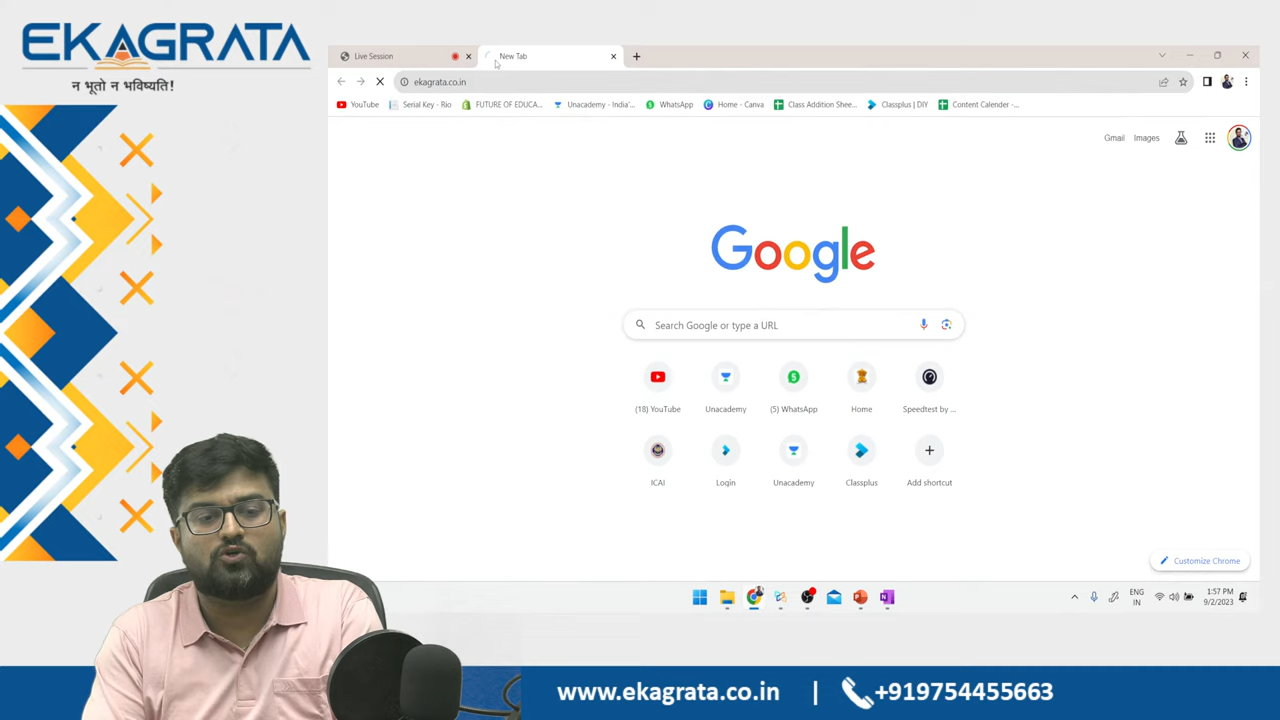 EKAGRATA
न भूतो न भविष्यति!
Live Session
New Tab
ekagrata.co.in
YouTube
Serial Key - Rio
FUTURE OF EDUCA...
Unacademy - India'...
WhatsApp
Home - Canva
Class Addition Shee...
Classplus | DIY
Content Calender -...
Gmail
Images
Google
Search Google or type a URL
(18) YouTube
Unacademy
(5) WhatsApp
Home
Speedtest by ...
ICAI
Login
Unacademy
Classplus
Add shortcut
Customize Chrome
ENG
IN
1:57 PM
9/2/2023
www.ekagrata.co.in | +919754455663